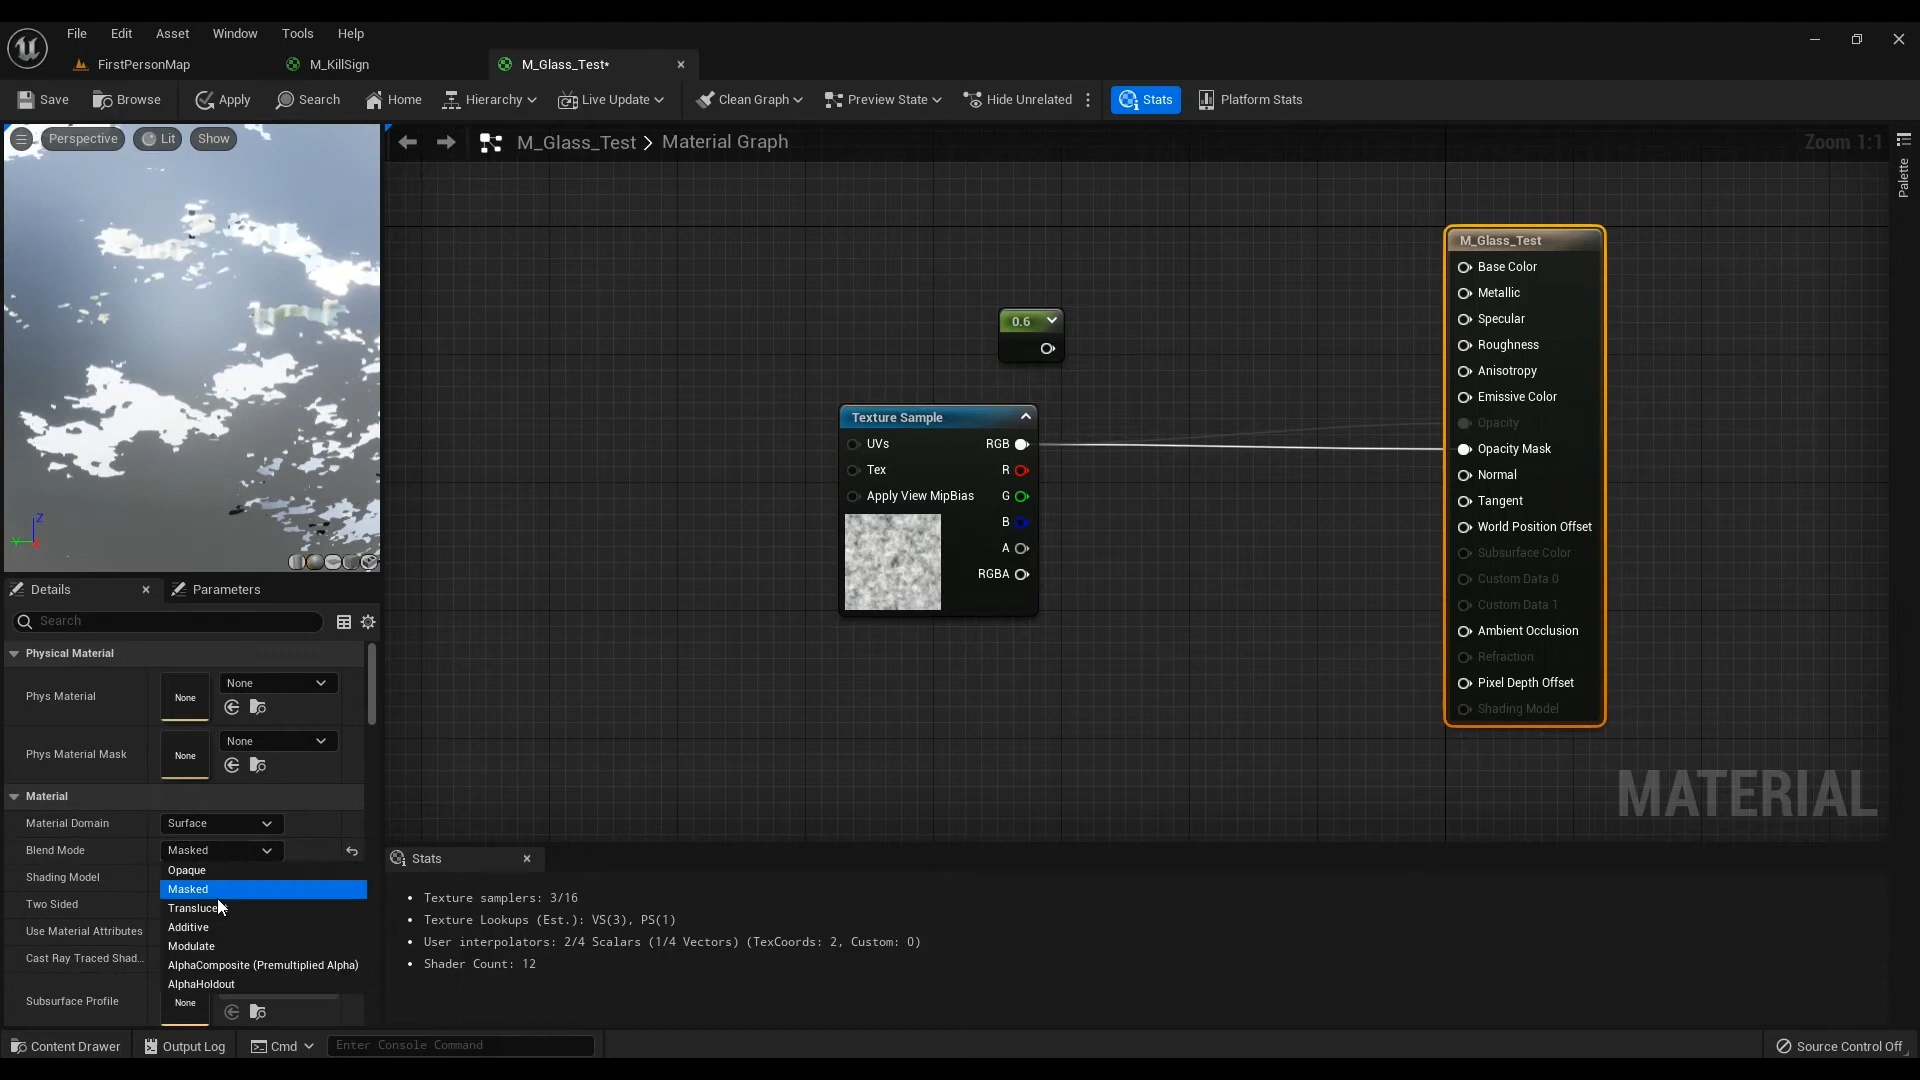 File Edit Asset Window Tools Help
FirstPersonMap M_KillSign M_Glass_Test*
Save Browse Apply Search Home Hierarchy Live Update Clean Graph Preview State Hide Unrelated Stats Platform Stats
Perspective Lit Show
M_Glass_Test > Material Graph
Zoom 1:1
Palette
M_Glass_Test
Base Color
Metallic
Specular
Roughness
Anisotropy
Emissive Color
Opacity
Opacity Mask
Normal
Tangent
World Position Offset
Subsurface Color
Custom Data 0
Custom Data 1
Ambient Occlusion
Refraction
Pixel Depth Offset
Shading Model
0.6
Texture Sample
UVs RGB
Tex R
Apply View MipBias G
B
A
RGBA
MATERIAL
Z
Y
Details Parameters
Search
Physical Material
Phys Material None None
Phys Material Mask None None
Material
Material Domain Surface
Blend Mode Masked
Opaque
Shading Model
Masked
Two Sided
Use Material Attributes
Additive
Modulate
Cast Ray Traced Shad...
AlphaComposite (Premultiplied Alpha)
AlphaHoldout
Subsurface Profile None
Stats
• Texture samplers: 3/16
• Texture Lookups (Est.): VS(3), PS(1)
• User interpolators: 2/4 Scalars (1/4 Vectors) (TexCoords: 2, Custom: 0)
• Shader Count: 12
Content Drawer Output Log Cmd Enter Console Command Source Control Off